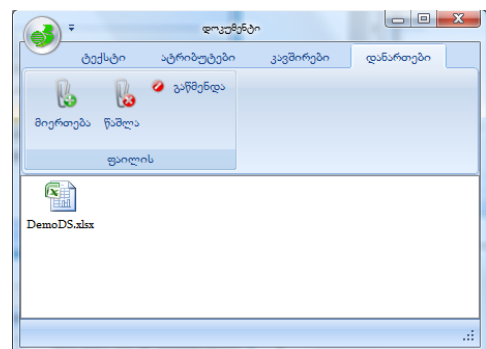 დოკუმენტი
ტექსტი ატრიბუტები კავშირები დანართები
მიერთება წაშლა გაწმენდა
ფაილის
DemoDS.xlsx